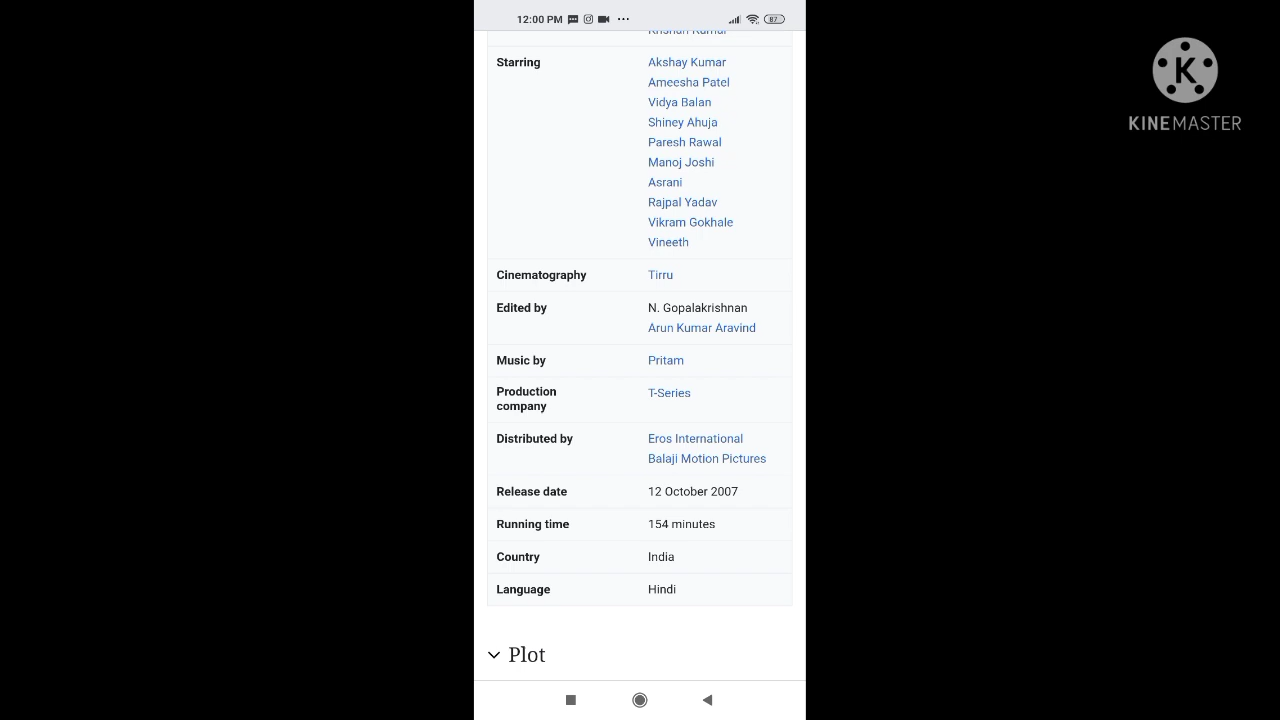 12:00 PM
87
K
KINEMASTER
Krishan Kumar
Starring
Akshay Kumar
Ameesha Patel
Vidya Balan
Shiney Ahuja
Paresh Rawal
Manoj Joshi
Asrani
Rajpal Yadav
Vikram Gokhale
Vineeth
Cinematography
Tirru
Edited by
N. Gopalakrishnan
Arun Kumar Aravind
Music by
Pritam
Production
company
T-Series
Distributed by
Eros International
Balaji Motion Pictures
Release date
12 October 2007
Running time
154 minutes
Country
India
Language
Hindi
Plot